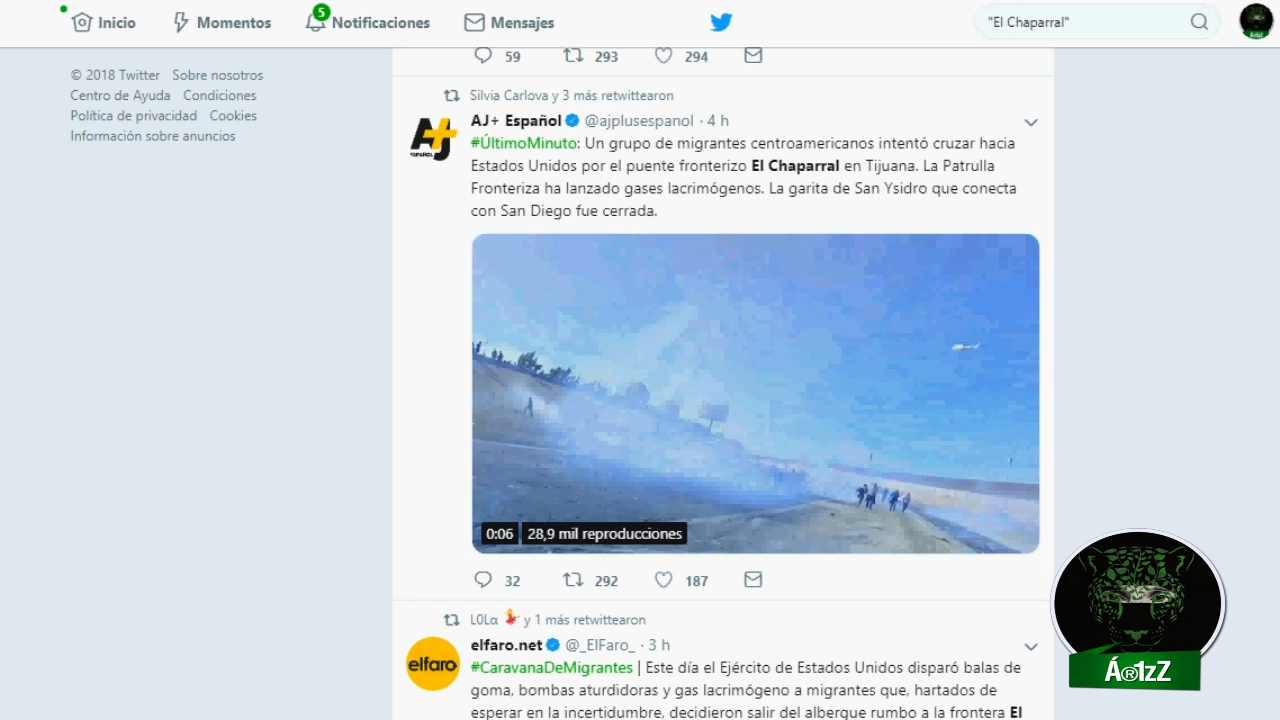 Inicio
Momentos
5
Notificaciones
Mensajes
"El Chaparral"
© 2018 Twitter Sobre nosotros
Centro de Ayuda Condiciones
Política de privacidad Cookies
Información sobre anuncios
59 293 294
Silvia Carlova y 3 más retwittearon
AJ+ Español @ajplusespanol · 4 h
AJ+
ESPAÑOL
#ÚltimoMinuto: Un grupo de migrantes centroamericanos intentó cruzar hacia
Estados Unidos por el puente fronterizo El Chaparral en Tijuana. La Patrulla
Fronteriza ha lanzado gases lacrimógenos. La garita de San Ysidro que conecta
con San Diego fue cerrada.
0:06 28,9 mil reproducciones
32 292 187
L0Lα 💃 y 1 más retwittearon
elfaro.net @_ElFaro_ · 3 h
elfaro
#CaravanaDeMigrantes | Este día el Ejército de Estados Unidos disparó balas de
goma, bombas aturdidoras y gas lacrimógeno a migrantes que, hartados de
esperar en la incertidumbre, decidieron salir del albergue rumbo a la frontera El
Á®1zZ